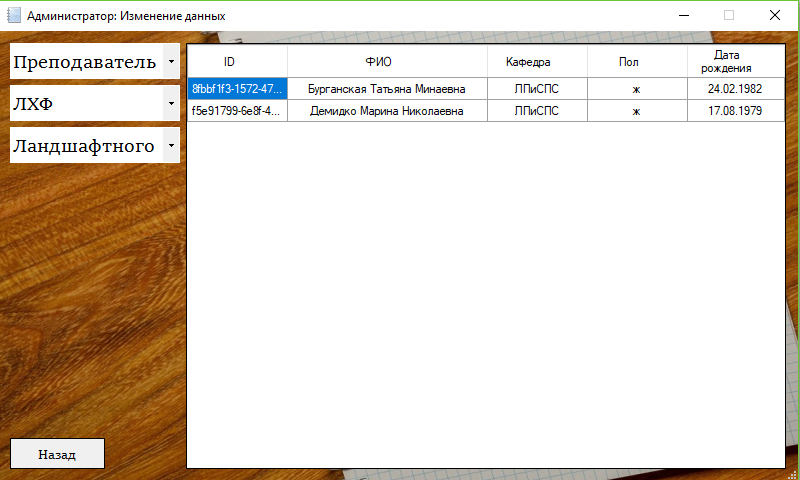 Администратор: Изменение данных
Преподаватель
ЛХФ
Ландшафтного
ID ФИО Кафедра Пол Дата рождения
8fbbf1f3-1572-47... Бурганская Татьяна Минаевна ЛПиСПС ж 24.02.1982
f5e91799-6e8f-4... Демидко Марина Николаевна ЛПиСПС ж 17.08.1979
Назад